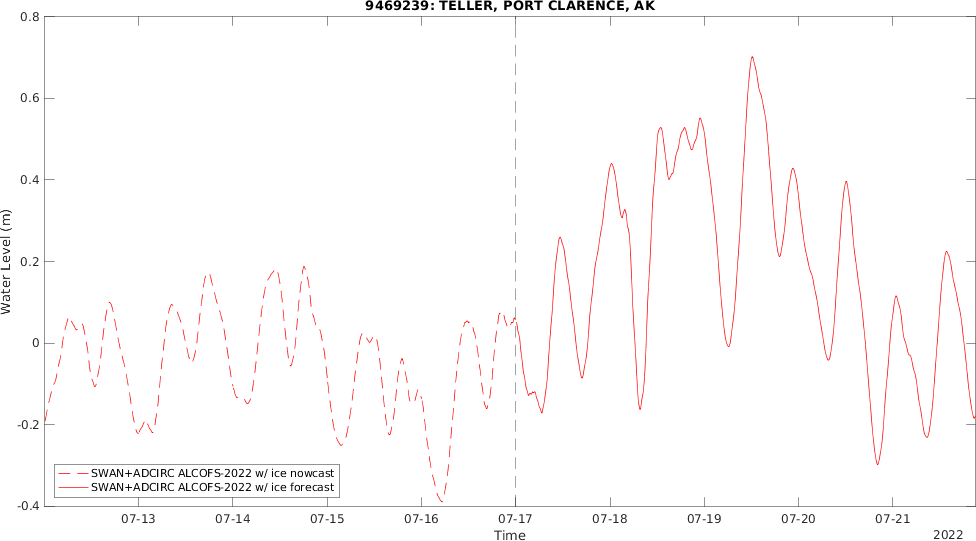 9469239: TELLER, PORT CLARENCE, AK
0.8
0.6
0.4
0.2
0
-0.2
-0.4
Water Level (m)
SWAN+ADCIRC ALCOFS-2022 w/ ice nowcast
SWAN+ADCIRC ALCOFS-2022 w/ ice forecast
07-13 07-14 07-15 07-16 07-17 07-18 07-19 07-20 07-21
Time
2022